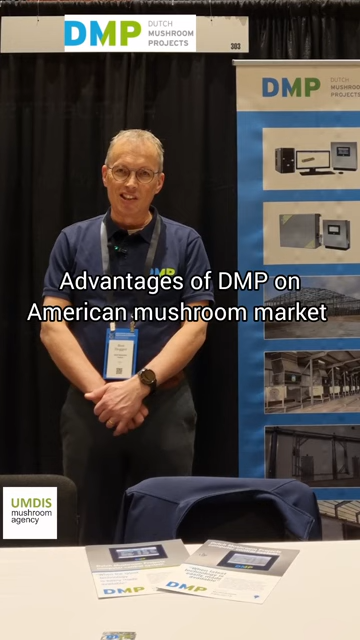 DMP DUTCH
MUSHROOM
PROJECTS
303
DMP DUTCH
MUSHROOM
PROJECTS
DMP
Advantages of DMP on
American mushroom market
UMDIS
mushroom
agency
DMP
DMP